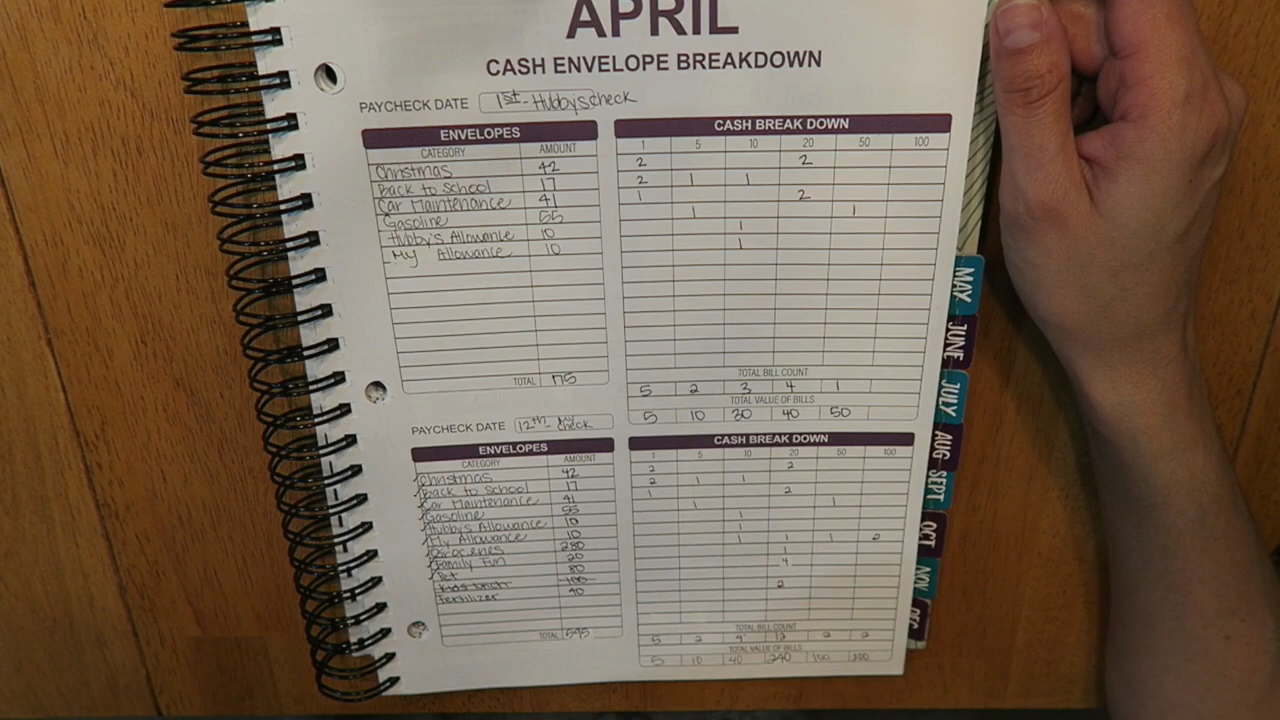 APRIL
CASH ENVELOPE BREAKDOWN
PAYCHECK DATE 1st - Hubbys check
ENVELOPES
CATEGORY AMOUNT
Christmas 42
Back to School 17
Car Maintenance 41
Gasoline 55
Hubby's Allowance 10
My Allowance 10
TOTAL 175
CASH BREAK DOWN
1 5 10 20 50 100
2 2
2 1 1
1 2
1 1
1
1
TOTAL BILL COUNT
5 2 3 4 1
TOTAL VALUE OF BILLS
5 10 30 40 50
PAYCHECK DATE 12th - My check
ENVELOPES
CATEGORY AMOUNT
Christmas 42
Back to School 17
Car Maintenance 41
Gasoline 55
Hubby's Allowance 10
My Allowance 10
Groceries 280
Family Fun 20
Pet 80
100
Fertilizer 40
TOTAL 595
CASH BREAK DOWN
1 5 10 20 50 100
2 2
2 1 1
1 2
1 1
1
1
1 1 1 2
1
4
2
TOTAL BILL COUNT
5 2 4 12 2 2
TOTAL VALUE OF BILLS
5 10 40 240 100 200
MAY
JUNE
JULY
AUG
SEPT
OCT
NOV
DEC